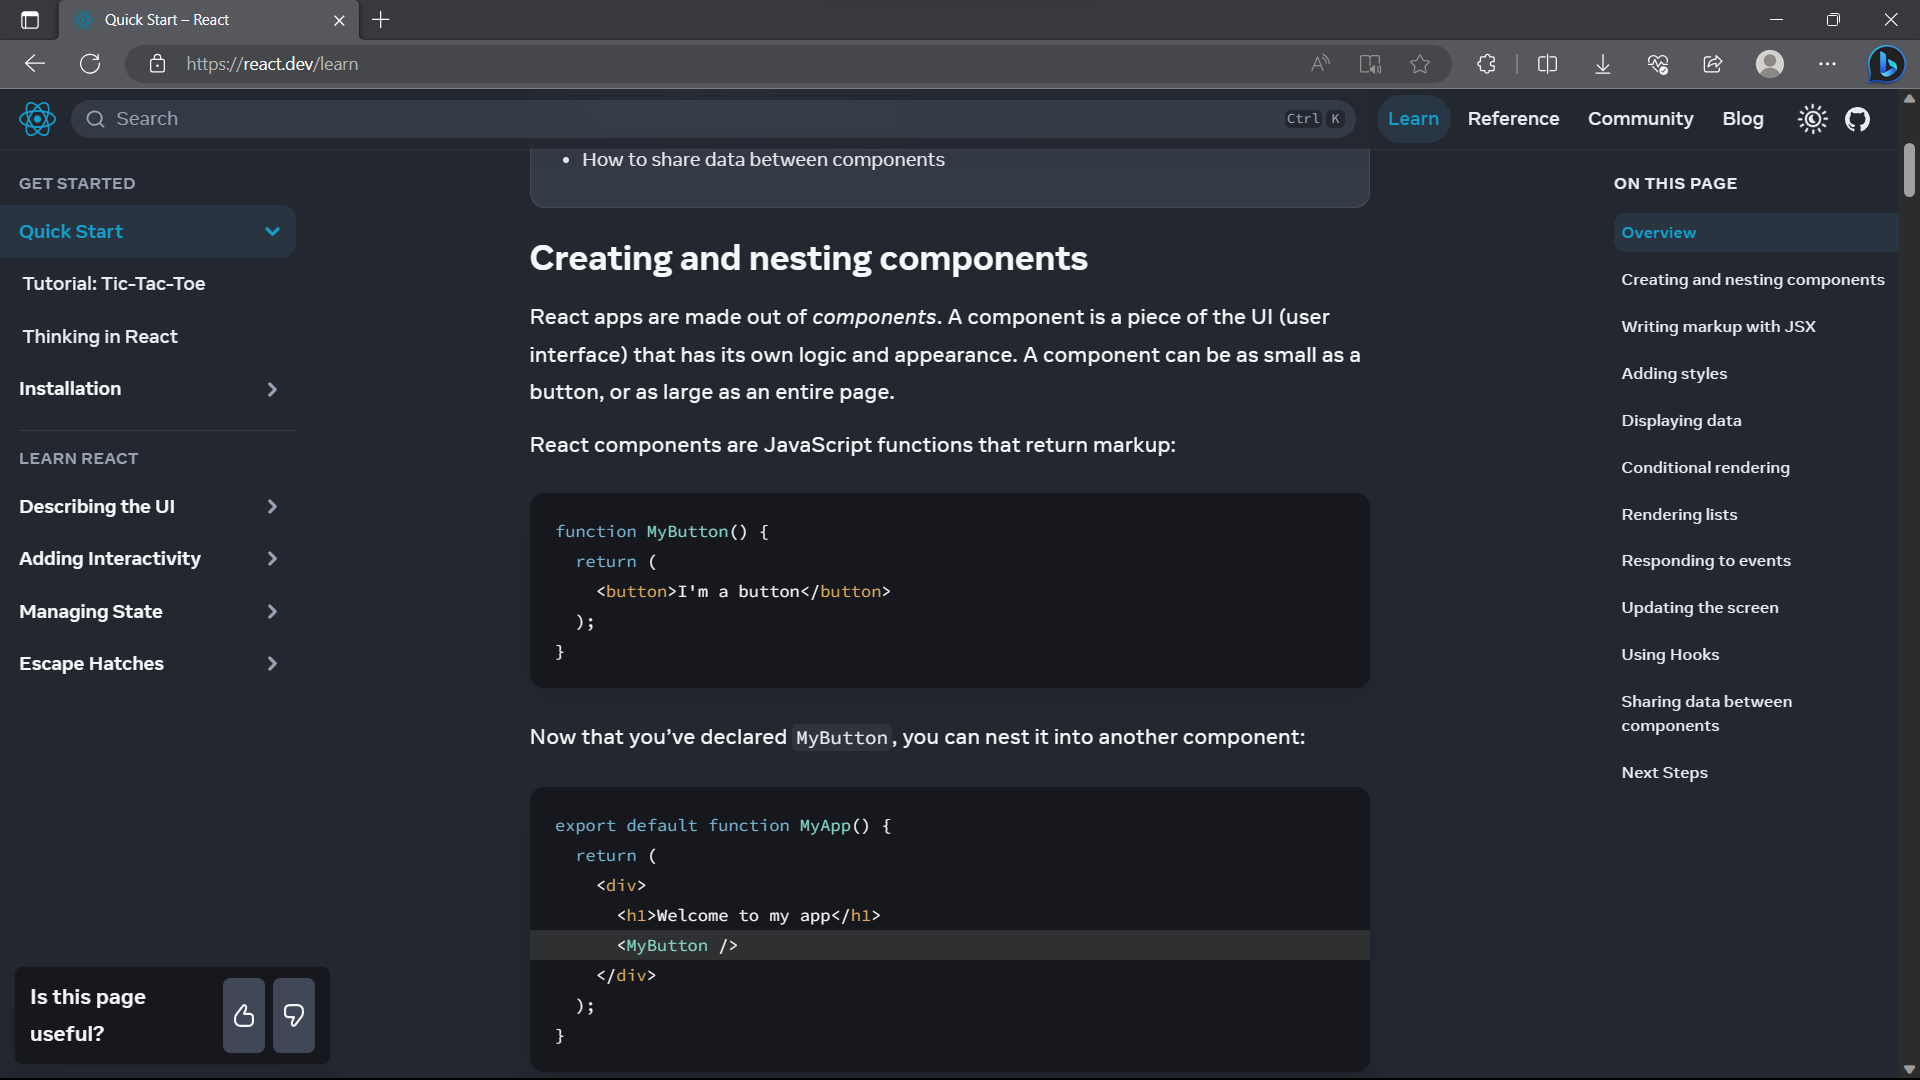 Quick Start – React
https://react.dev/learn
Search
Ctrl K
Learn
Reference
Community
Blog
GET STARTED
Quick Start
Tutorial: Tic-Tac-Toe
Thinking in React
Installation
LEARN REACT
Describing the UI
Adding Interactivity
Managing State
Escape Hatches
Is this page
useful?
• How to share data between components
Creating and nesting components
React apps are made out of components. A component is a piece of the UI (user
interface) that has its own logic and appearance. A component can be as small as a
button, or as large as an entire page.
React components are JavaScript functions that return markup:
function MyButton() {
  return (
    <button>I'm a button</button>
  );
}
Now that you’ve declared MyButton, you can nest it into another component:
export default function MyApp() {
  return (
    <div>
      <h1>Welcome to my app</h1>
      <MyButton />
    </div>
  );
}
ON THIS PAGE
Overview
Creating and nesting components
Writing markup with JSX
Adding styles
Displaying data
Conditional rendering
Rendering lists
Responding to events
Updating the screen
Using Hooks
Sharing data between
components
Next Steps